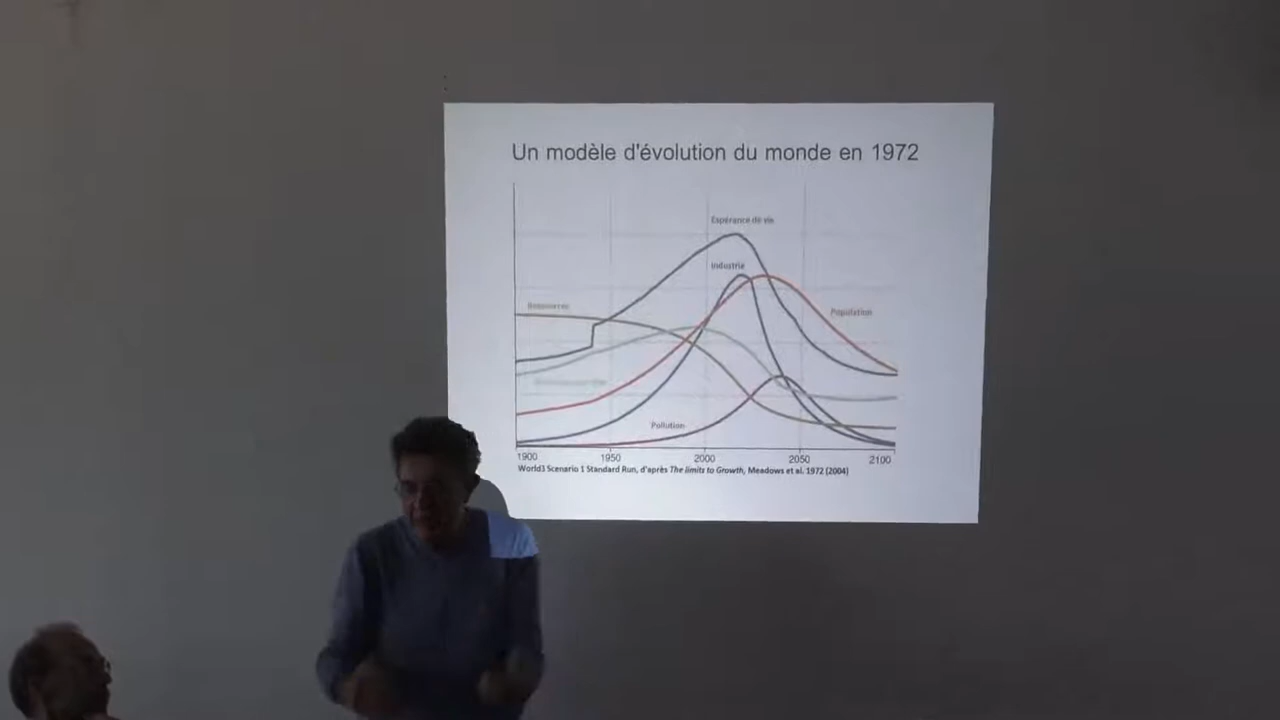 Un modèle d'évolution du monde en 1972
Espérance de vie
Industrie
Ressources
Population
Pollution
1900
1950
2000
2050
2100
World3 Scenario 1 Standard Run, d'après The limits to Growth, Meadows et al. 1972 (2004)